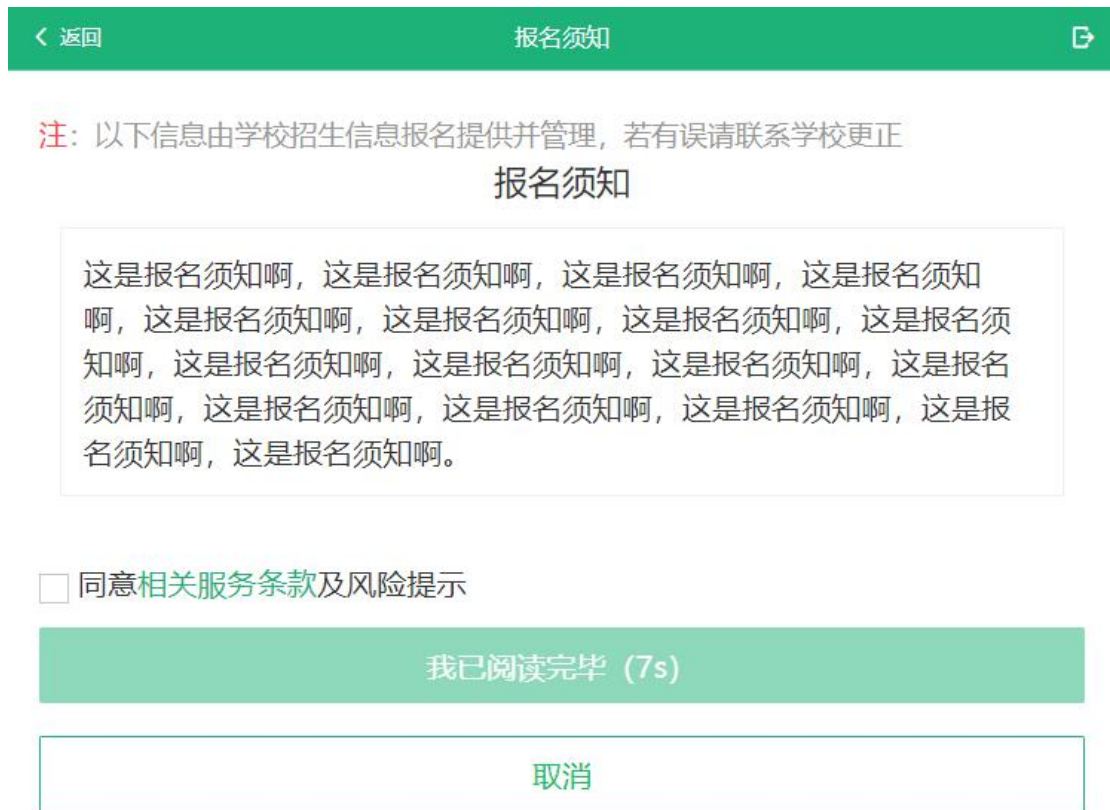 返回
报名须知
注：以下信息由学校招生信息报名提供并管理，若有误请联系学校更正
报名须知
这是报名须知啊，这是报名须知啊，这是报名须知啊，这是报名须知
啊，这是报名须知啊，这是报名须知啊，这是报名须知啊，这是报名须
知啊，这是报名须知啊，这是报名须知啊，这是报名须知啊，这是报名
须知啊，这是报名须知啊，这是报名须知啊，这是报名须知啊，这是报
名须知啊，这是报名须知啊。
同意相关服务条款及风险提示
我已阅读完毕（7s）
取消